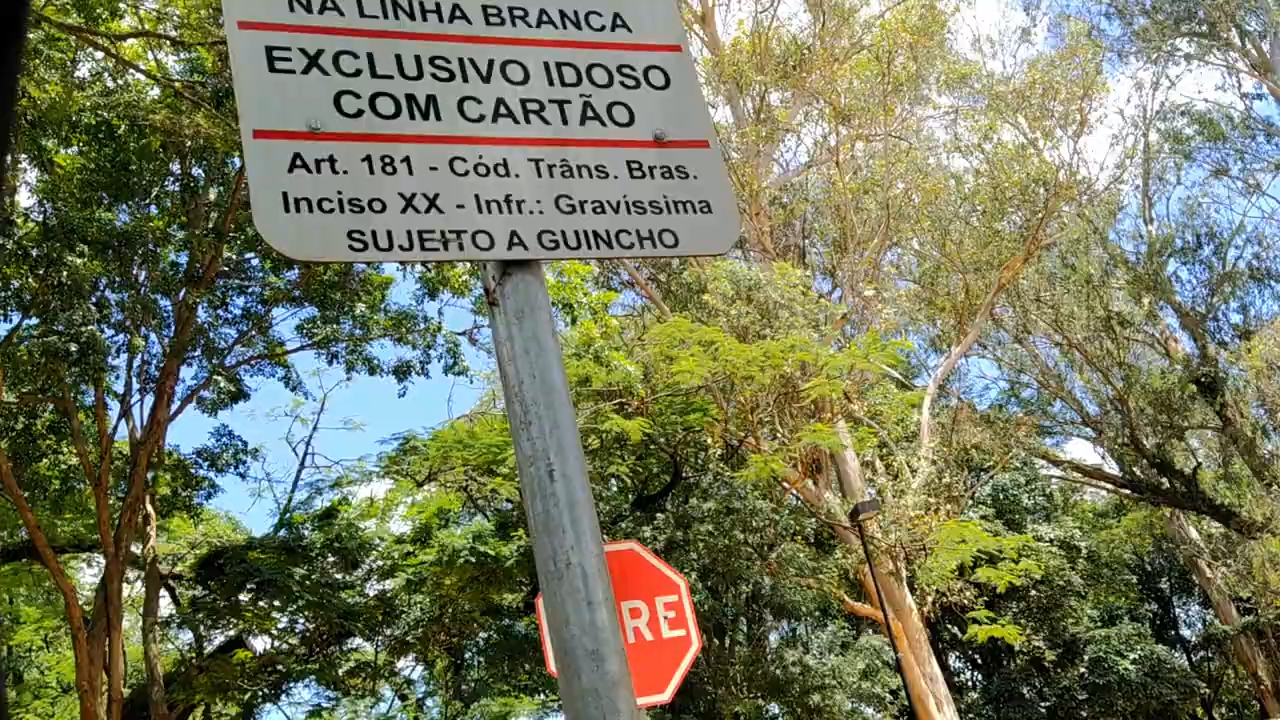 NA LINHA BRANCA
EXCLUSIVO IDOSO
COM CARTÃO
Art. 181 - Cód. Trâns. Bras.
Inciso XX - Infr.: Gravíssima
SUJEITO A GUINCHO
RE